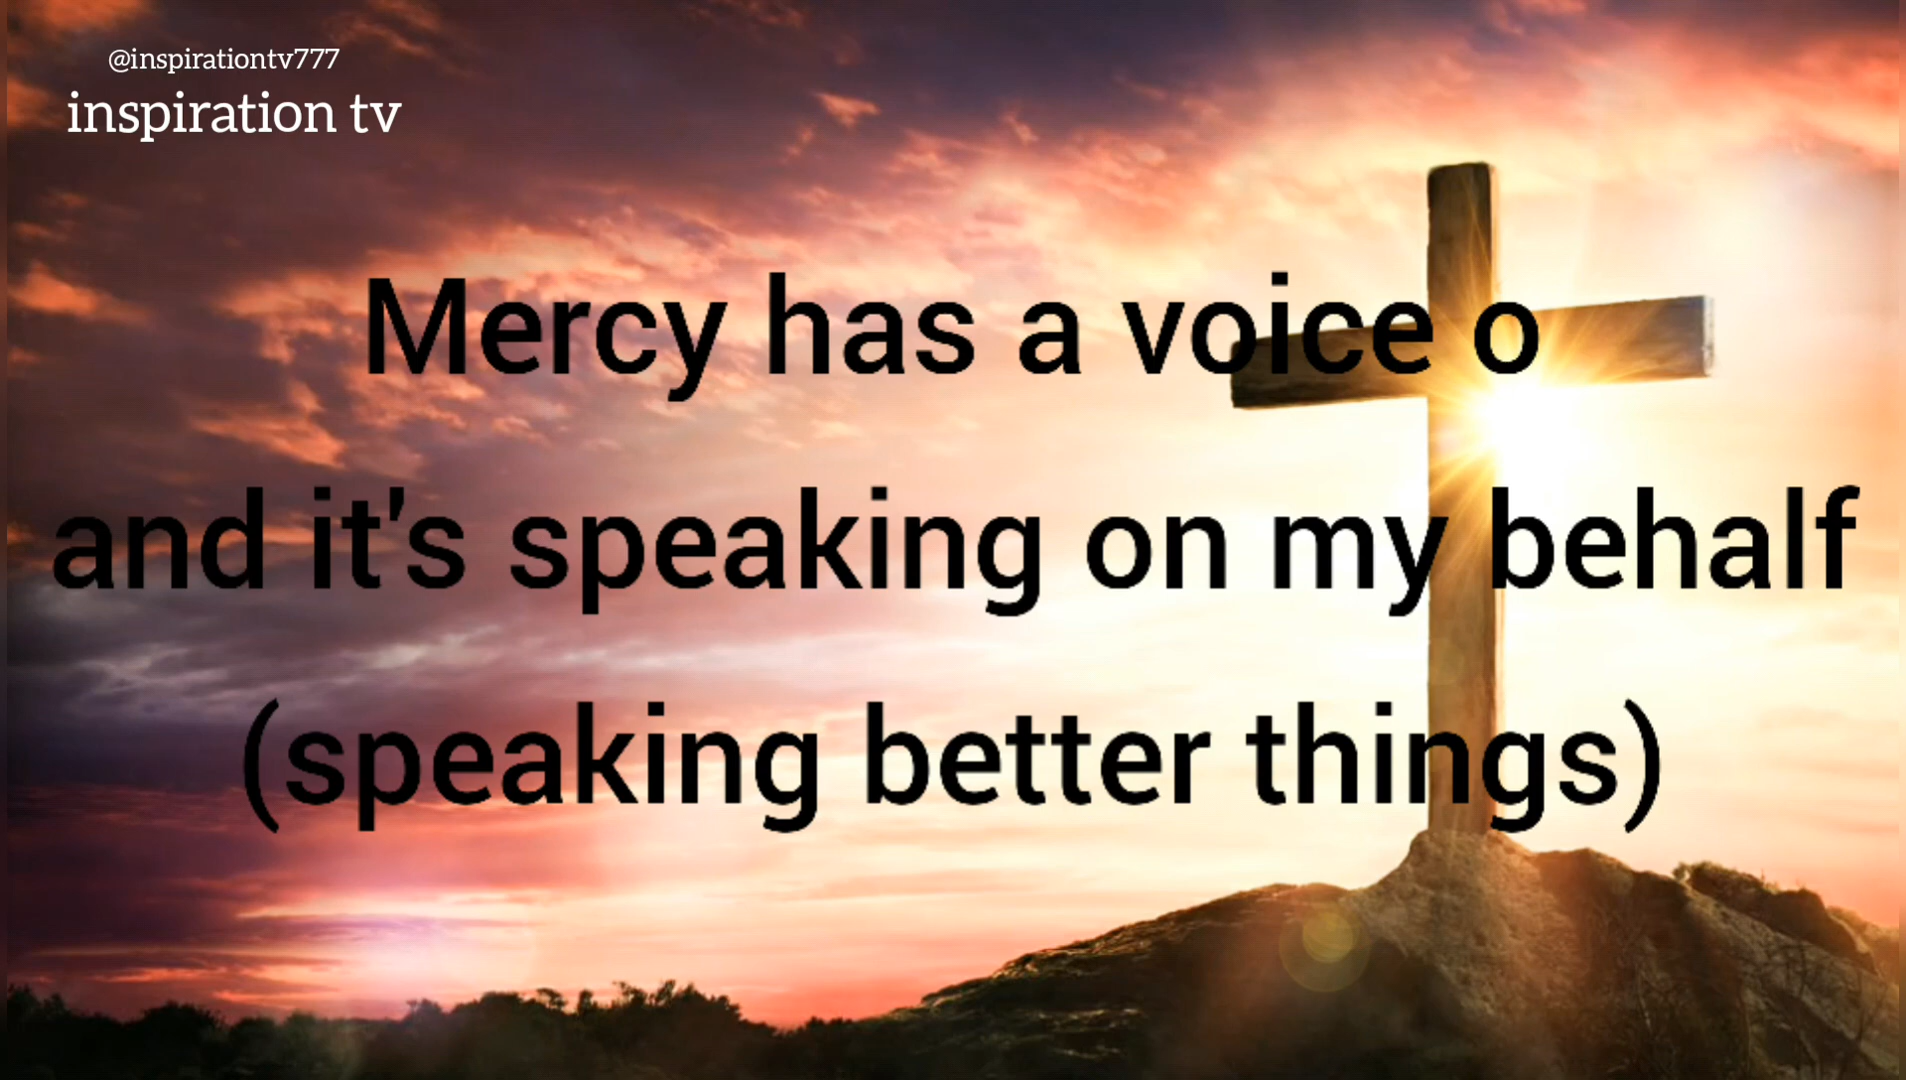 @inspirationtv777
inspiration tv
Mercy has a voice o
and it's speaking on my behalf
(speaking better things)